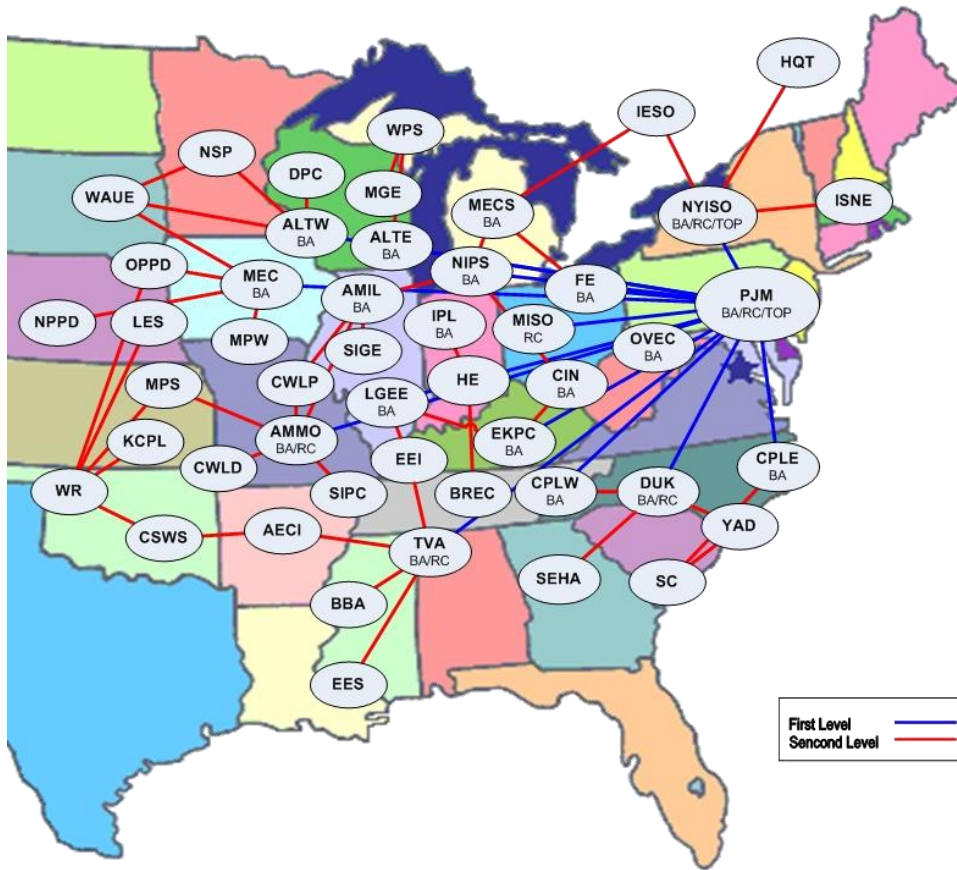 HQT
IESO
WPS
NSP
DPC
MGE
WAUE
MECS
BA
NYISO
BA/RC/TOP
ISNE
ALTW
BA
ALTE
BA
OPPD
MEC
BA
NIPS
BA
FE
BA
PJM
BA/RC/TOP
AMIL
BA
NPPD
LES
MPW
IPL
BA
MISO
RC
OVEC
BA
SIGE
MPS
CWLP
BA
LGEE
BA
HE
CIN
BA
KCPL
AMMO
BA/RC
EKPC
BA
CWLD
EEI
CPLE
BA
WR
SIPC
BREC
CPLW
BA
DUK
BA/RC
YAD
CSWS
AECI
TVA
BA/RC
SEHA
SC
BBA
EES
First Level
Sencond Level